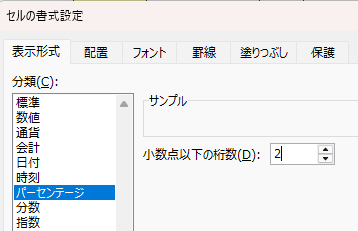 セルの書式設定
表示形式 配置 フォント 罫線 塗りつぶし 保護
分類(C):
標準
数値
通貨
会計
日付
時刻
パーセンテージ
分数
指数
サンプル
小数点以下の桁数(D): 2